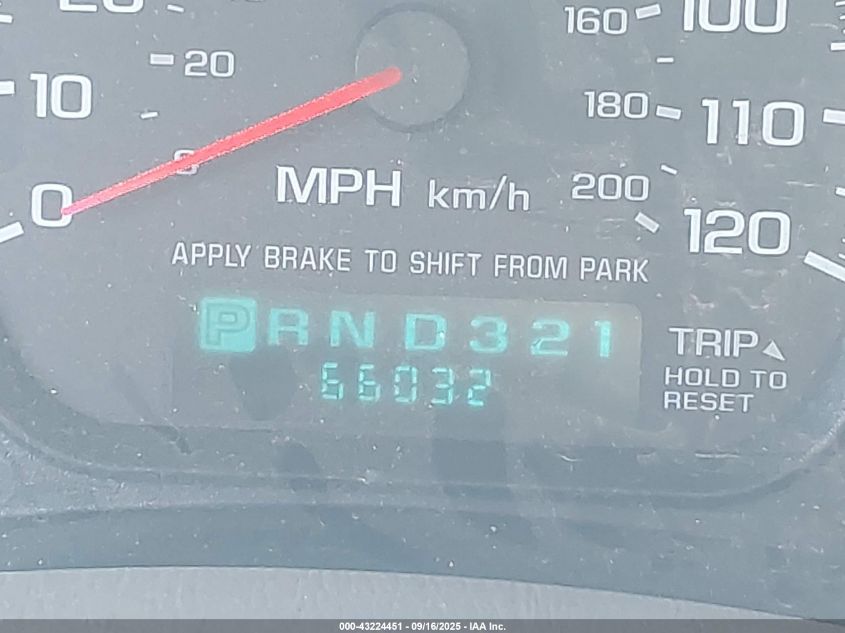 20
160 100
10
180 110
0
MPH km/h
200
120
APPLY BRAKE TO SHIFT FROM PARK
P R N D 3 2 1
66032
TRIP
HOLD TO
RESET
000-43224451 - 09/16/2025 - IAA Inc.